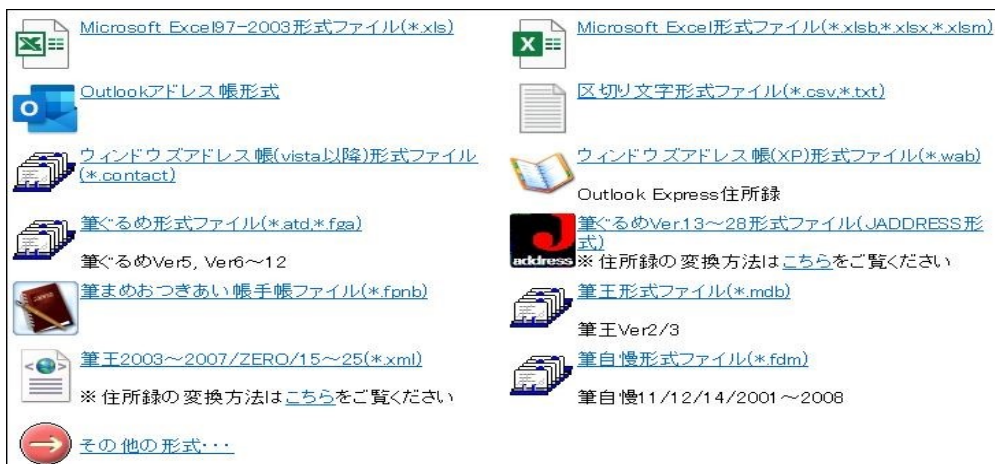 Microsoft Excel97-2003形式ファイル(*.xls)
Microsoft Excel形式ファイル(*.xlsb,*.xlsx,*.xlsm)
Outlookアドレス帳形式
区切り文字形式ファイル(*.csv,*.txt)
ウィンドウズアドレス帳(vista以降)形式ファイル
(*.contact)
ウィンドウズアドレス帳(XP)形式ファイル(*.wab)
Outlook Express住所録
筆ぐるめ形式ファイル(*.atd,*.fga)
筆ぐるめVer5, Ver6～12
J
address
筆ぐるめVer.13～28形式ファイル(JADDRESS形
式)
※住所録の変換方法はこちらをご覧ください
筆まめおつきあい帳手帳ファイル(*.fpnb)
筆王形式ファイル(*.mdb)
筆王Ver2/3
筆王2003～2007/ZERO/15～25(*.xml)
※住所録の変換方法はこちらをご覧ください
筆自慢形式ファイル(*.fdm)
筆自慢11/12/14/2001～2008
その他の形式･･･